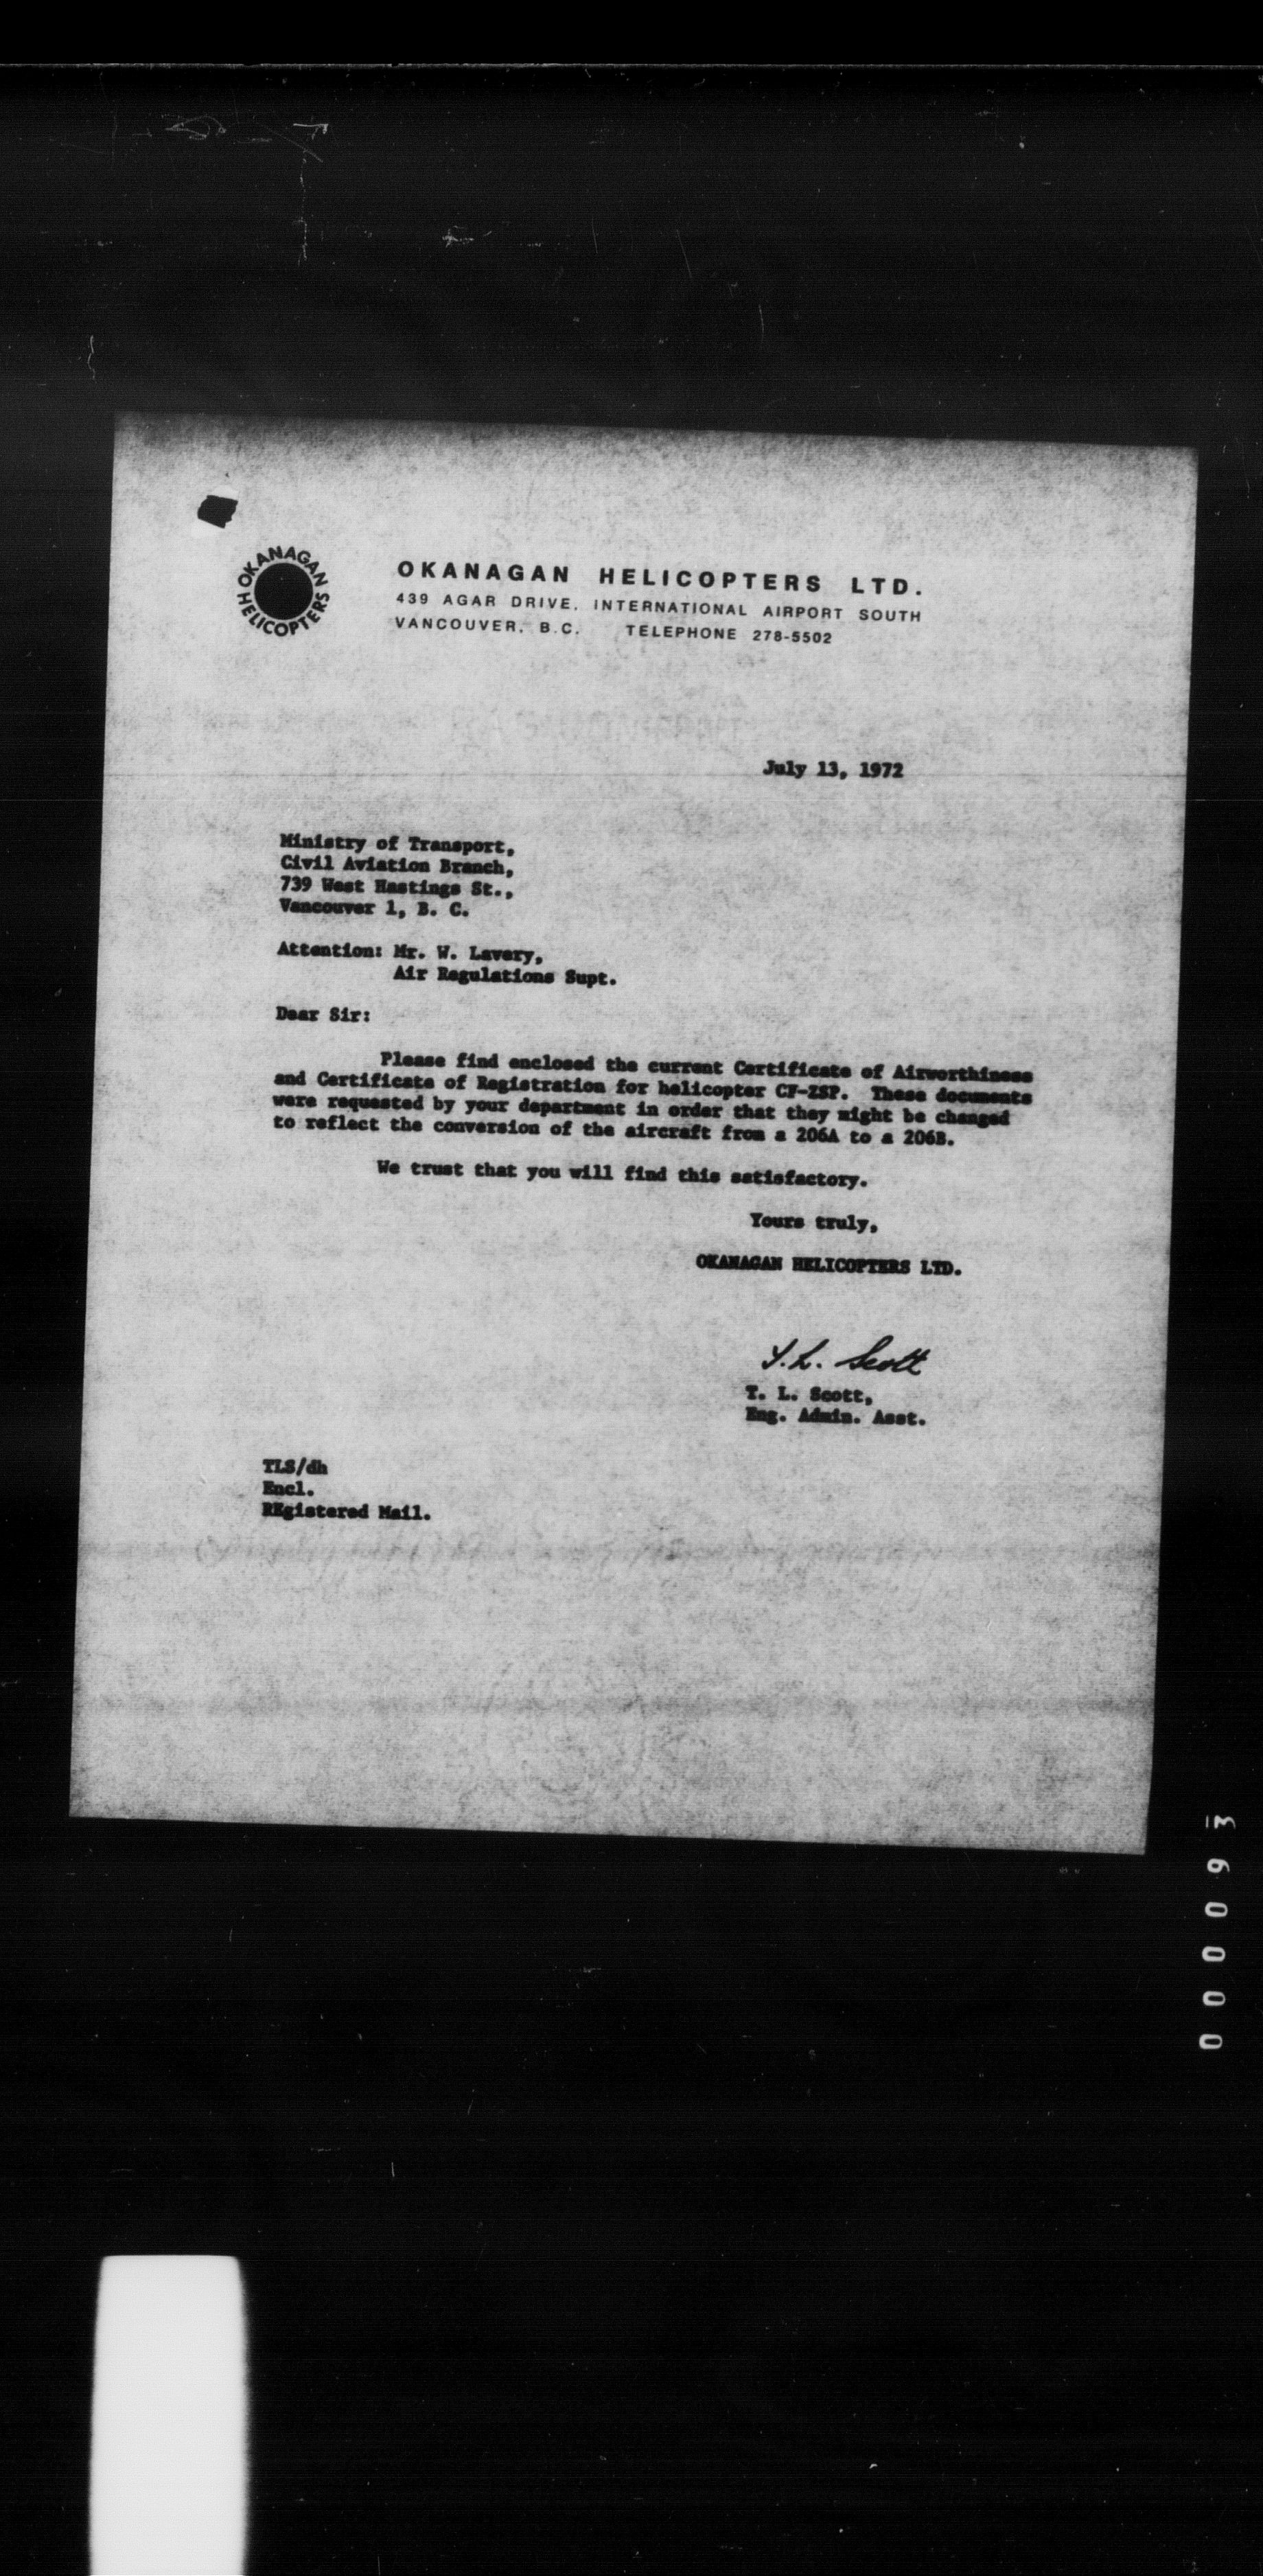 OKANAGAN HELICOPTERS
OKANAGAN HELICOPTERS LTD.
439 AGAR DRIVE, INTERNATIONAL AIRPORT SOUTH
VANCOUVER, B.C. TELEPHONE 278-5502
July 13, 1972
Ministry of Transport,
Civil Aviation Branch,
739 West Hastings St.,
Vancouver 1, B. C.
Attention: Mr. W. Lavery,
Air Regulations Supt.
Dear Sir:
Please find enclosed the current Certificate of Airworthiness
and Certificate of Registration for helicopter CF-ZSP. These documents
were requested by your department in order that they might be changed
to reflect the conversion of the aircraft from a 206A to a 206B.
We trust that you will find this satisfactory.
Yours truly,
OKANAGAN HELICOPTERS LTD.
T. L. Scott
T. L. Scott,
Eng. Admin. Asst.
TLS/dh
Encl.
REgistered Mail.
000093